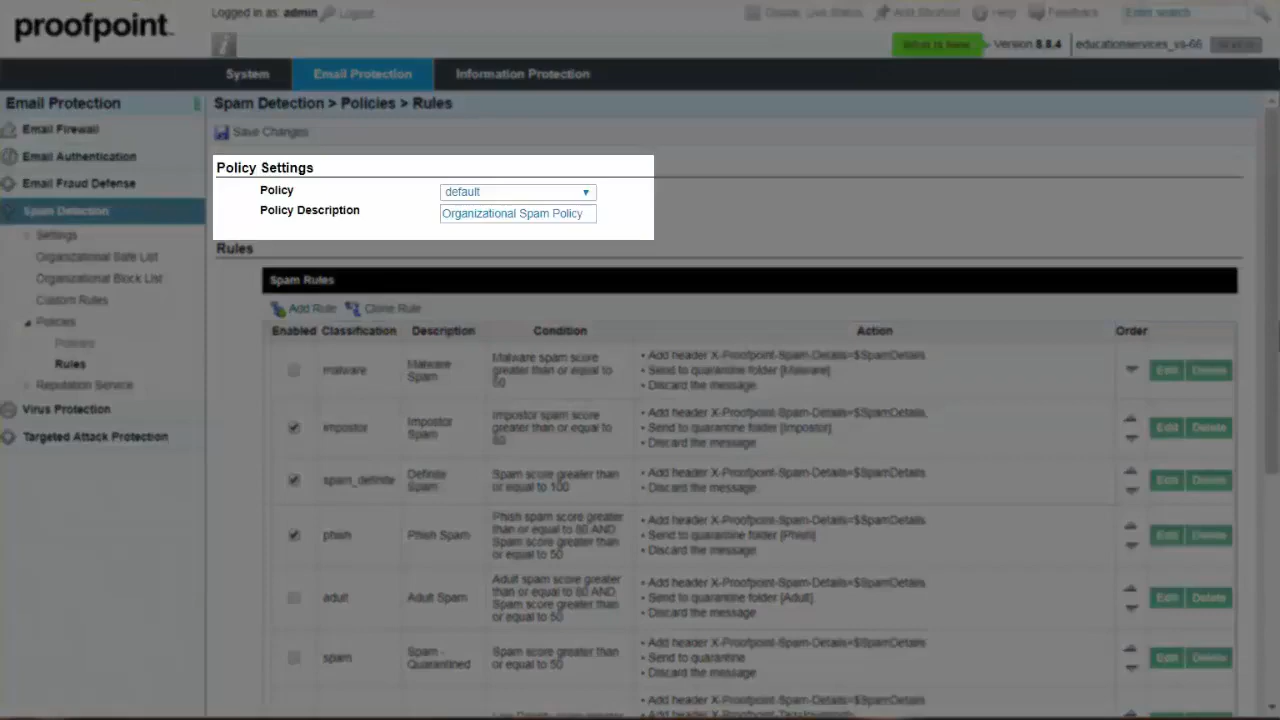 proofpoint
Logged in as: admin Logout
Add Shortcut Help Feedback Enter search
Version 8.8.4 educationservices_vs-66
System Email Protection Information Protection
Email Protection
Email Firewall
Email Authentication
Email Fraud Defense
Spam Detection
Settings
Organizational Safe List
Organizational Block List
Custom Rules
Policies
Policies
Rules
Reputation Service
Virus Protection
Targeted Attack Protection
Spam Detection > Policies > Rules
Save Changes
Policy Settings
Policy default
Policy Description Organizational Spam Policy
Rules
Spam Rules
Add Rule Clone Rule
Enabled Classification Description Condition Action Order
malware Malware Spam Malware spam score greater than or equal to
• Add header X-Proofpoint-Spam-Details=$SpamDetails
• Send to quarantine folder [Malware]
• Discard the message
Edit Delete
impostor Impostor Spam Impostor spam score greater than or equal to
• Add header X-Proofpoint-Spam-Details=$SpamDetails
• Send to quarantine folder [Impostor]
• Discard the message
Edit Delete
spam_definite Definite Spam Spam score greater than or equal to 100
• Add header X-Proofpoint-Spam-Details=$SpamDetails
• Discard the message
Edit Delete
phish Phish Spam Phish spam score greater than or equal to 80 AND Spam score greater than or equal to 50
• Add header X-Proofpoint-Spam-Details=$SpamDetails
• Send to quarantine folder [Phish]
• Discard the message
Edit Delete
adult Adult Spam Adult spam score greater than or equal to 80 AND Spam score greater than or equal to 50
• Add header X-Proofpoint-Spam-Details=$SpamDetails
• Send to quarantine folder [Adult]
• Discard the message
Edit Delete
spam Spam - Quarantined Spam score greater than or equal to 50
• Add header X-Proofpoint-Spam-Details=$SpamDetails
• Send to quarantine
• Discard the message
Edit Delete
• Add header X-Proofpoint-Spam-Details=$SpamDetails